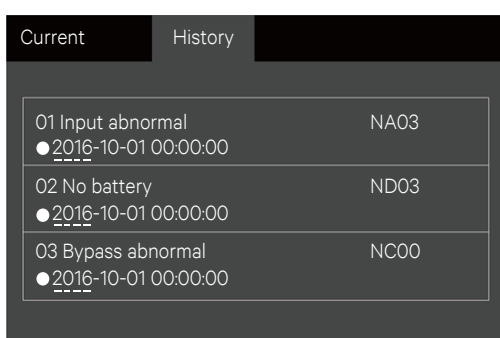 Current History
01 Input abnormal NA03
●2016-10-01 00:00:00
02 No battery ND03
●2016-10-01 00:00:00
03 Bypass abnormal NC00
●2016-10-01 00:00:00